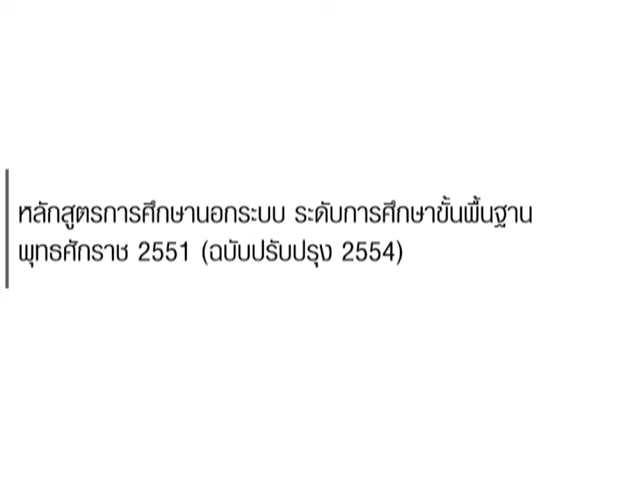 หลักสูตรการศึกษานอกระบบ ระดับการศึกษาขั้นพื้นฐาน
พุทธศักราช 2551 (ฉบับปรับปรุง 2554)